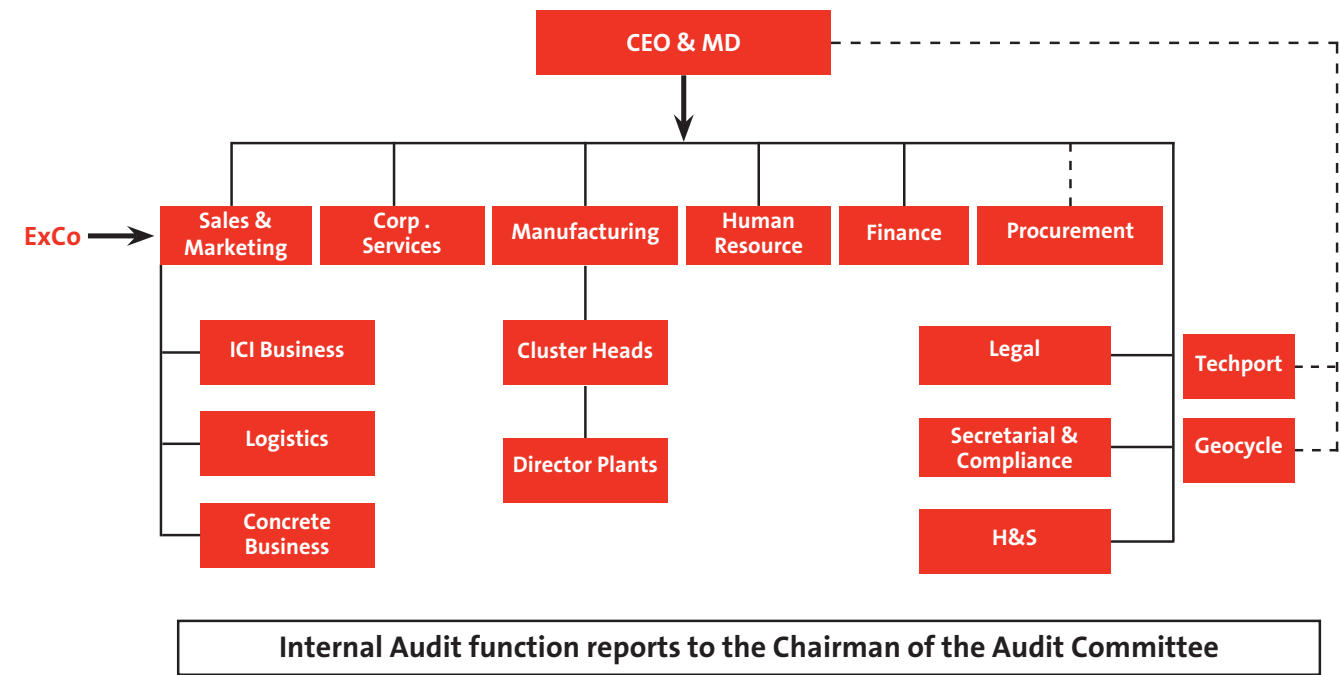 CEO & MD
ExCo
Sales &
Marketing
Corp .
Services
Manufacturing
Human
Resource
Finance
Procurement
ICI Business
Logistics
Concrete
Business
Cluster Heads
Director Plants
Legal
Secretarial &
Compliance
H&S
Techport
Geocycle
Internal Audit function reports to the Chairman of the Audit Committee